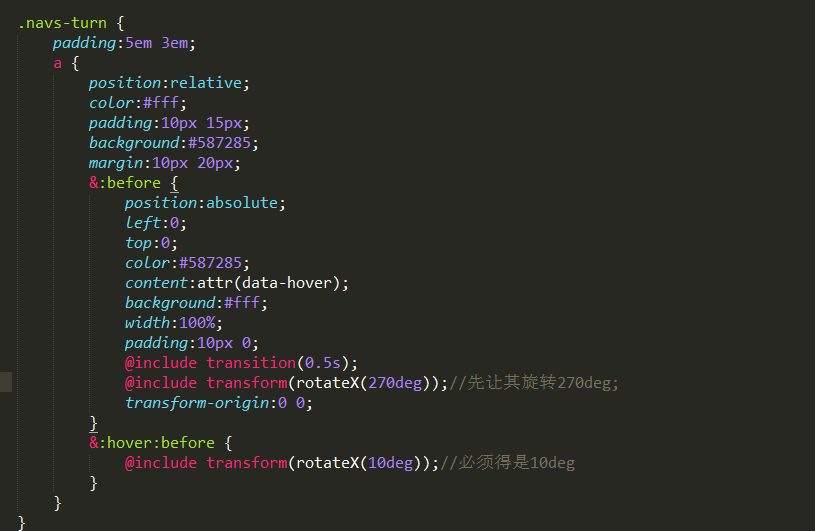 .navs-turn {
padding:5em 3em;
a {
position:relative;
color:#fff;
padding:10px 15px;
background:#587285;
margin:10px 20px;
&:before {
position:absolute;
left:0;
top:0;
color:#587285;
content:attr(data-hover);
background:#fff;
width:100%;
padding:10px 0;
@include transition(0.5s);
@include transform(rotateX(270deg));//先让其旋转270deg;
transform-origin:0 0;
}
&:hover:before {
@include transform(rotateX(10deg));//必须得是10deg
}
}
}